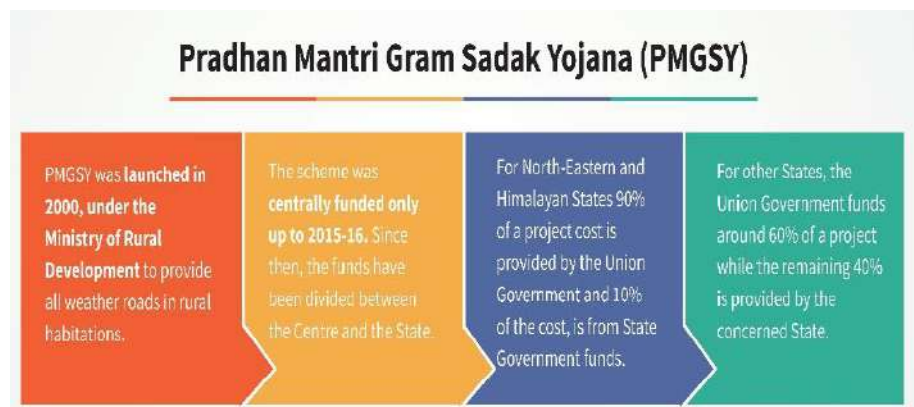 Pradhan Mantri Gram Sadak Yojana (PMGSY)
PMGSY was launched in
2000, under the
Ministry of Rural
Development to provide
all weather roads in rural
habitations.
The scheme was
centrally funded only
up to 2015-16. Since
then, the funds have
been divided between
the Centre and the State.
For North-Eastern and
Himalayan States 90%
of a project cost is
provided by the Union
Government and 10%
of the cost, is from State
Government funds.
For other States, the
Union Government funds
around 60% of a project
while the remaining 40%
is provided by the
concerned State.